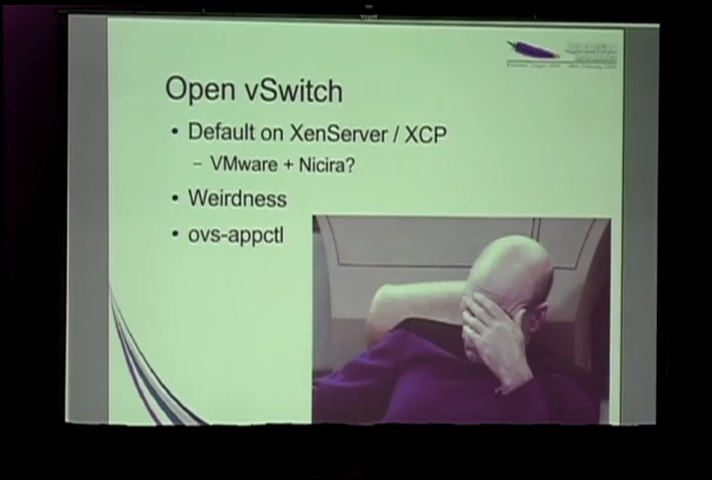 Open vSwitch
• Default on XenServer / XCP
– VMware + Nicira?
• Weirdness
• ovs-appctl